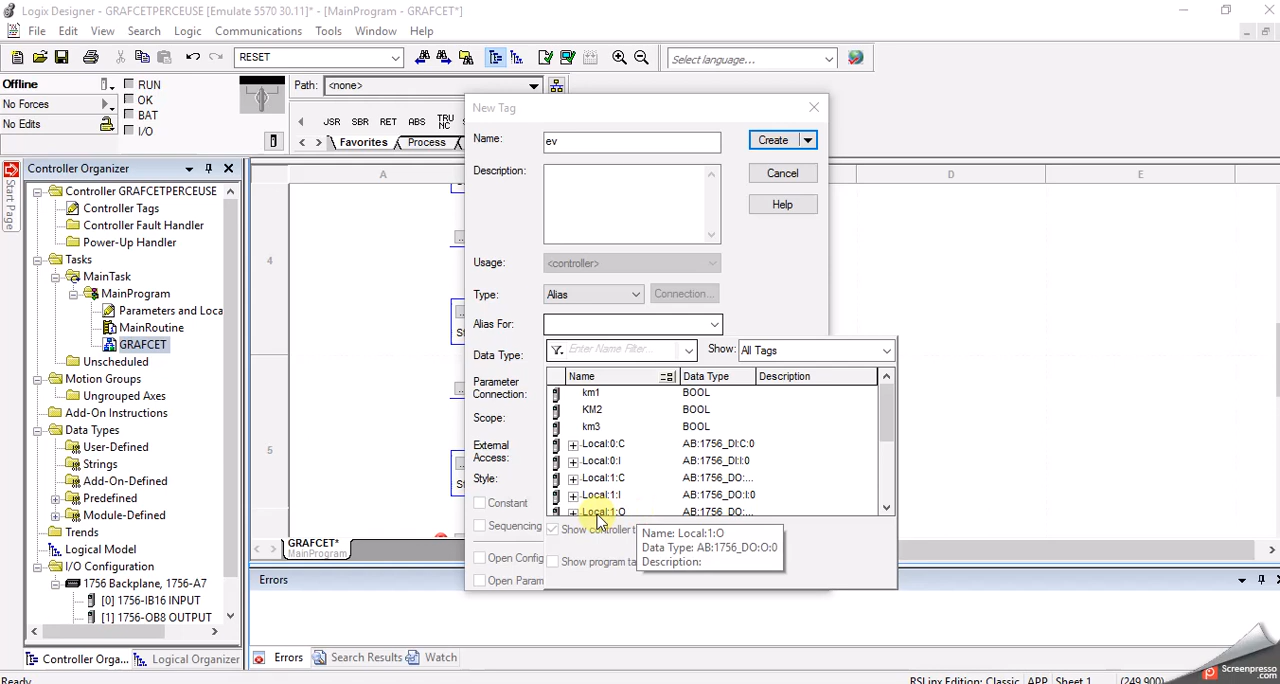 Logix Designer - GRAFCETPERCEUSE [Emulate 5570 30.11]* - [MainProgram - GRAFCET*]
File Edit View Search Logic Communications Tools Window Help
RESET
Select language...
Offline
RUN
No Forces
OK
No Edits
BAT
I/O
Path: <none>
JSR SBR RET ABS TRU NC
Favorites Process
Start Page
Controller Organizer
Controller GRAFCETPERCEUSE
Controller Tags
Controller Fault Handler
Power-Up Handler
Tasks
MainTask
MainProgram
Parameters and Loca
MainRoutine
GRAFCET
Unscheduled
Motion Groups
Ungrouped Axes
Add-On Instructions
Data Types
User-Defined
Strings
Add-On-Defined
Predefined
Module-Defined
Trends
Logical Model
I/O Configuration
1756 Backplane, 1756-A7
[0] 1756-IB16 INPUT
[1] 1756-OB8 OUTPUT
Controller Orga... Logical Organizer
A D E
4
5
St
St
GRAFCET*
MainProgram
New Tag
Name: ev
Create
Description:
Cancel
Help
Usage: <controller>
Type: Alias Connection...
Alias For:
Data Type:
Enter Name Filter... Show: All Tags
Parameter Connection:
Name Data Type Description
km1 BOOL
KM2 BOOL
km3 BOOL
Scope:
Local:0:C AB:1756_DI:C:0
External Access:
Local:0:I AB:1756_DI:I:0
Local:1:C AB:1756_DO:...
Style:
Local:1:I AB:1756_DO:I:0
Constant
Local:1:O AB:1756_DO:...
Sequencing
Show controller t
Open Config
Show program ta
Open Param
Name: Local:1:O
Data Type: AB:1756_DO:O:0
Description:
Errors
Errors Search Results Watch
Ready
RSLinx Edition: Classic APP Sheet 1 (249,900)
Screenpresso
.com